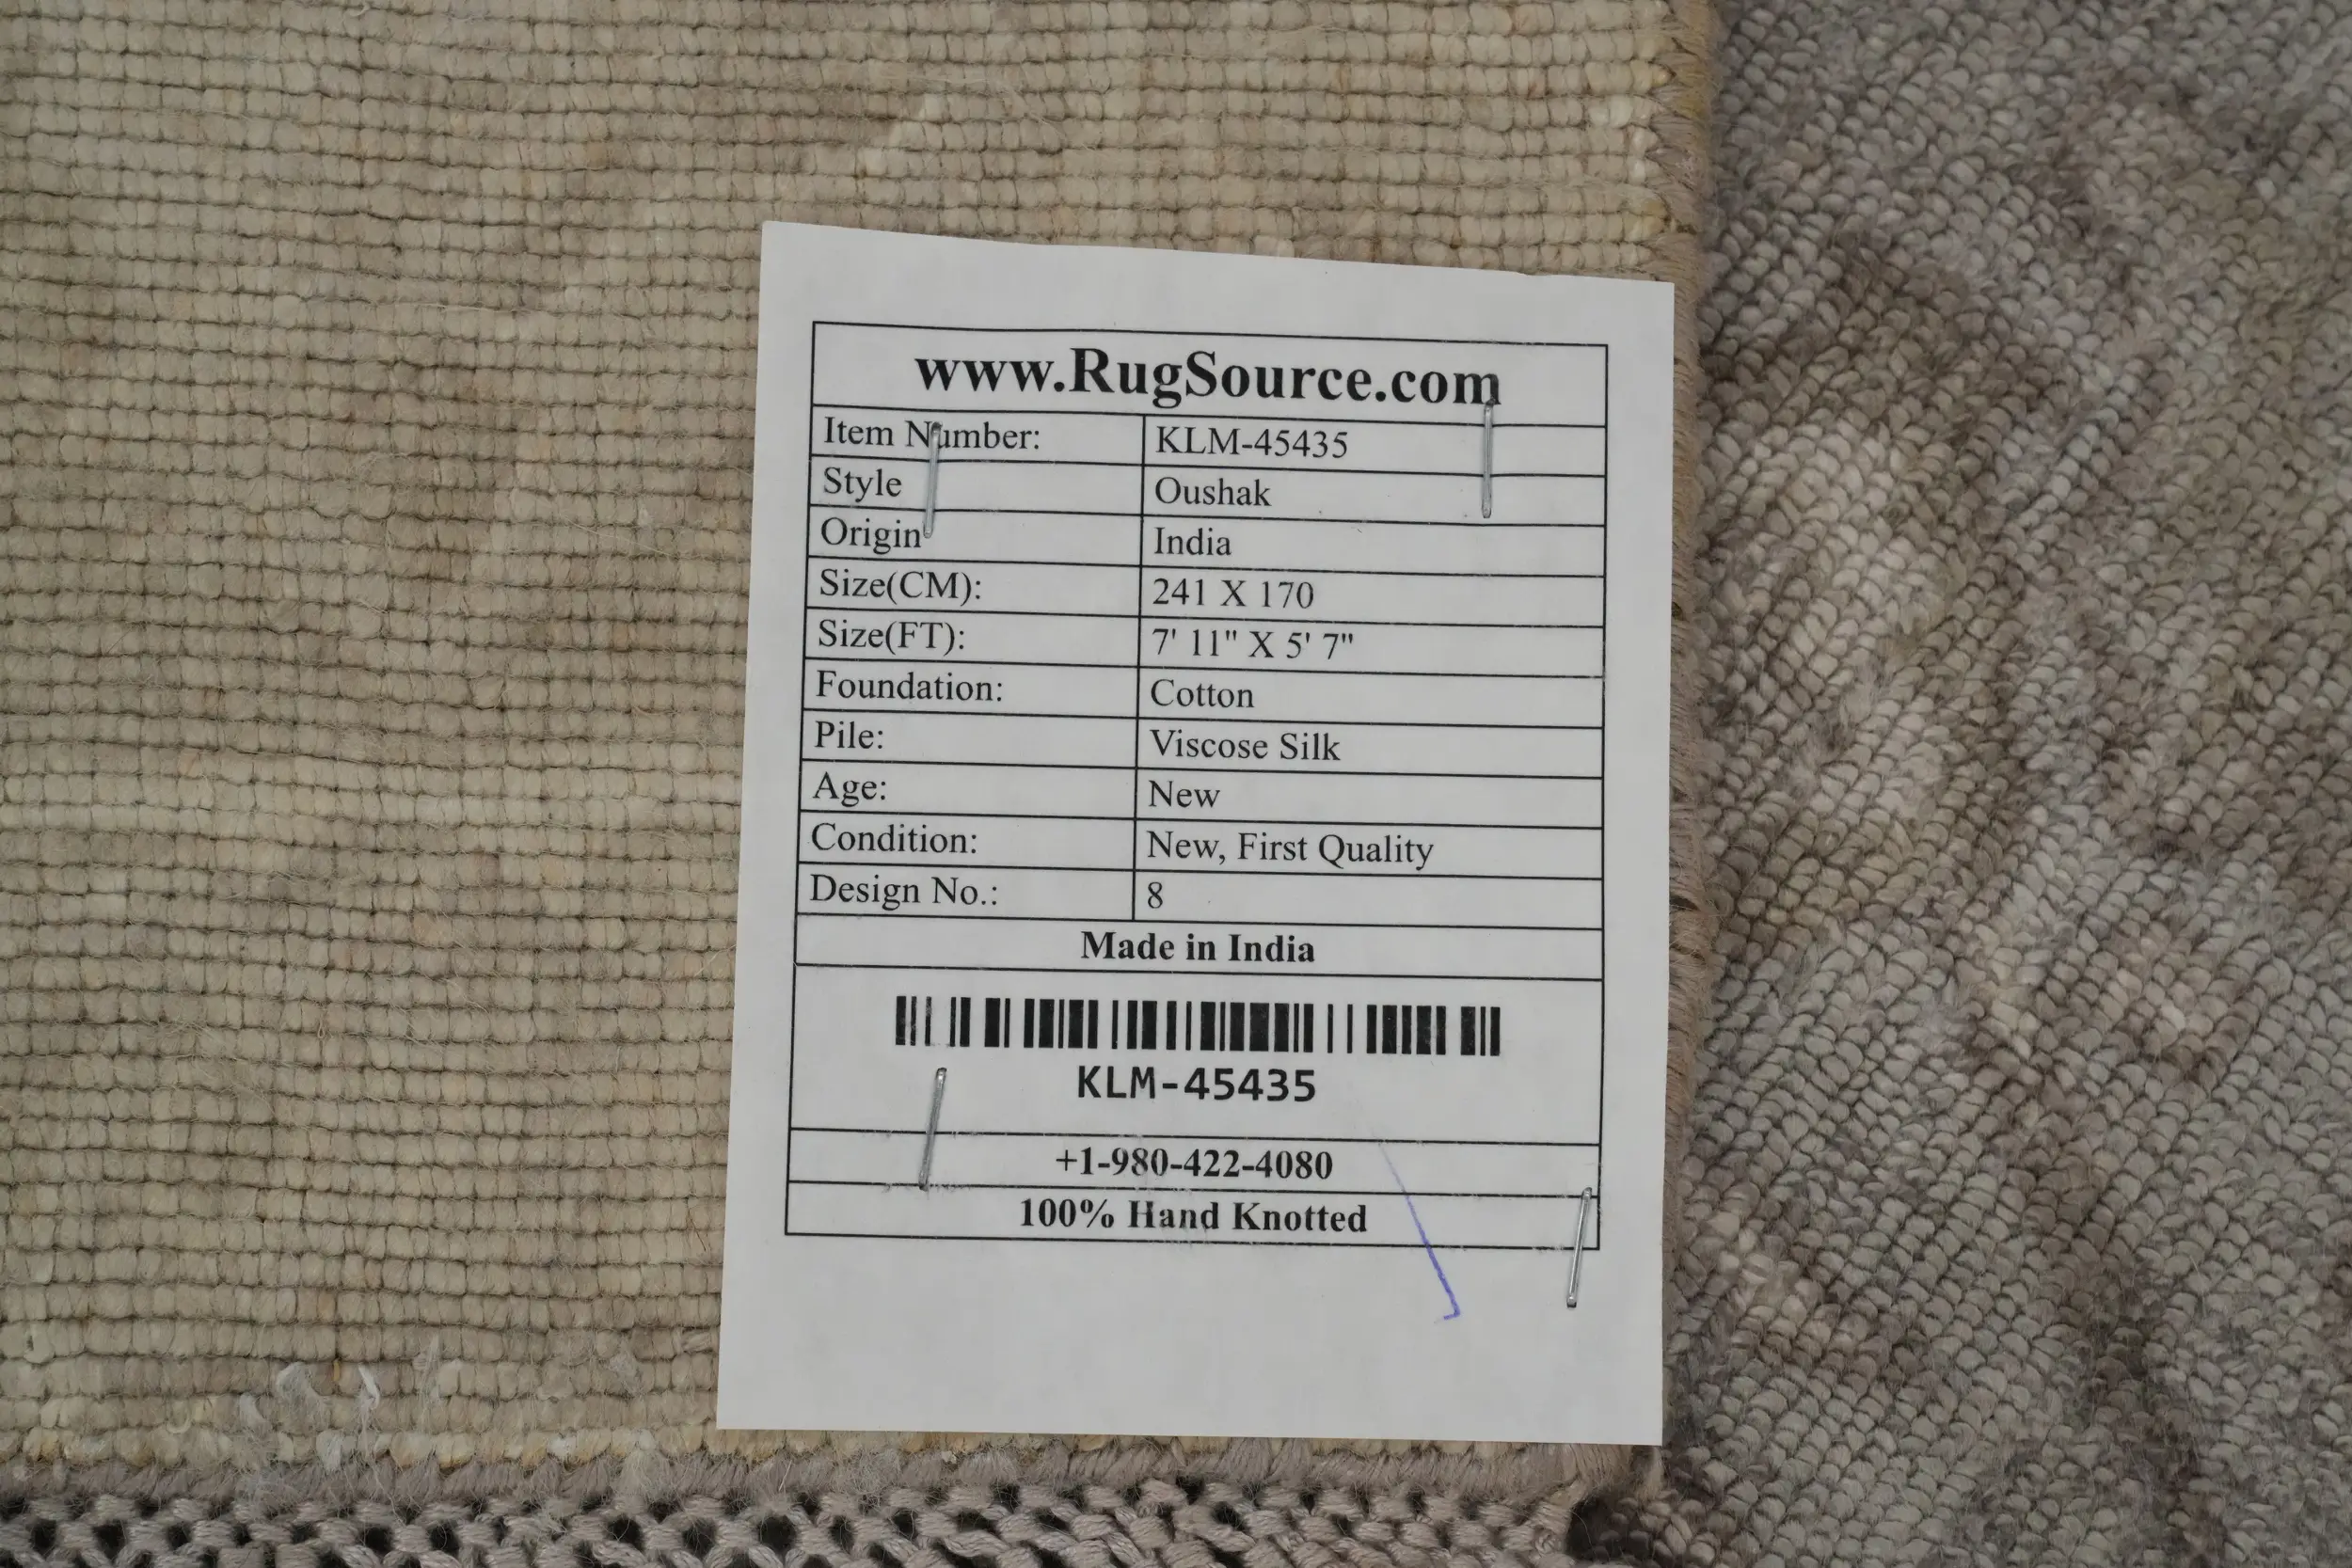 www.RugSource.com
Item Number: KLM-45435
Style Oushak
Origin India
Size(CM): 241 X 170
Size(FT): 7' 11" X 5' 7"
Foundation: Cotton
Pile: Viscose Silk
Age: New
Condition: New, First Quality
Design No.: 8
Made in India
KLM-45435
+1-980-422-4080
100% Hand Knotted